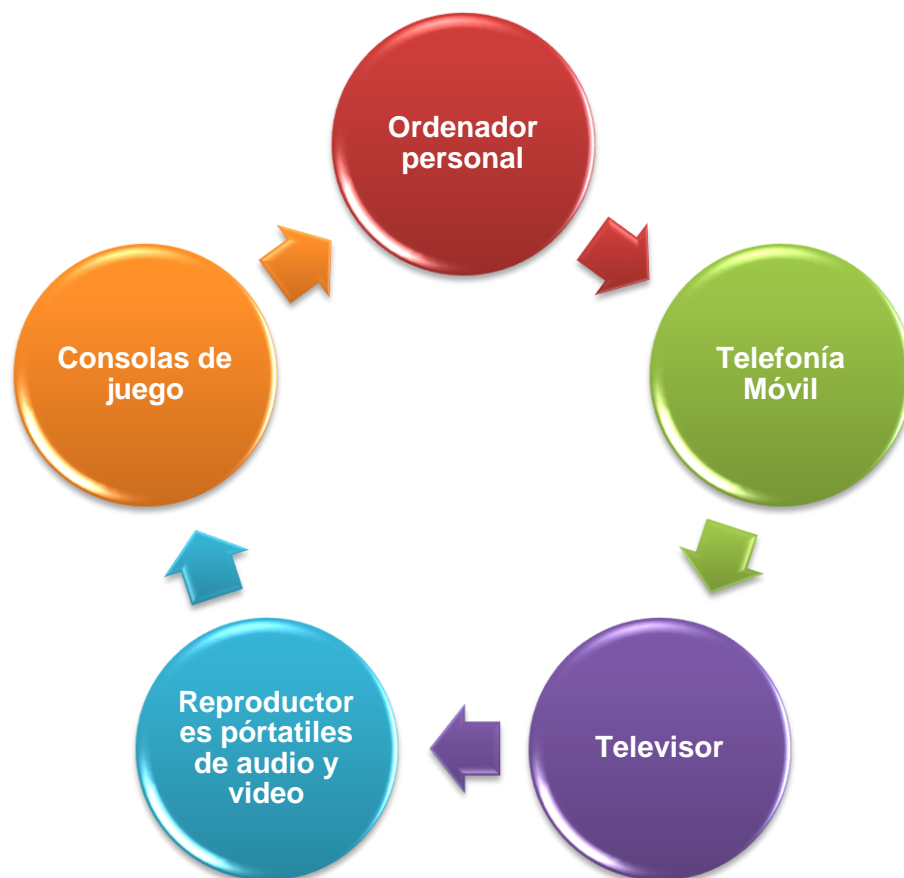 Ordenador
personal
Telefonía
Móvil
Televisor
Reproductor
es pórtatiles
de audio y
video
Consolas de
juego